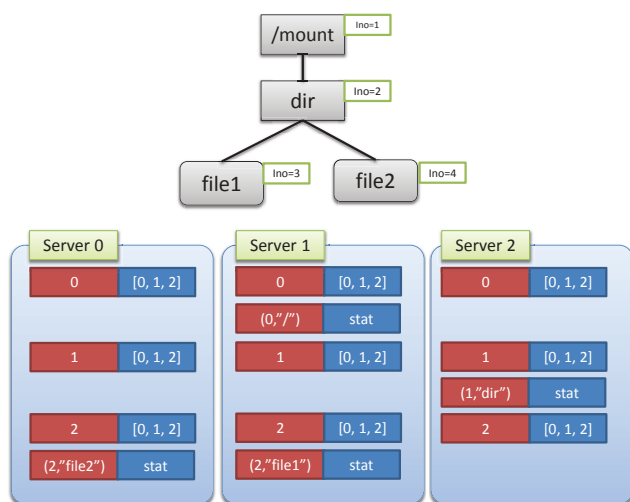 /mount
Ino=1
dir
Ino=2
file1
Ino=3
file2
Ino=4
Server 0
0 [0, 1, 2]
1 [0, 1, 2]
2 [0, 1, 2]
(2,”file2”) stat
Server 1
0 [0, 1, 2]
(0,”/”) stat
1 [0, 1, 2]
2 [0, 1, 2]
(2,”file1”) stat
Server 2
0 [0, 1, 2]
1 [0, 1, 2]
(1,”dir”) stat
2 [0, 1, 2]